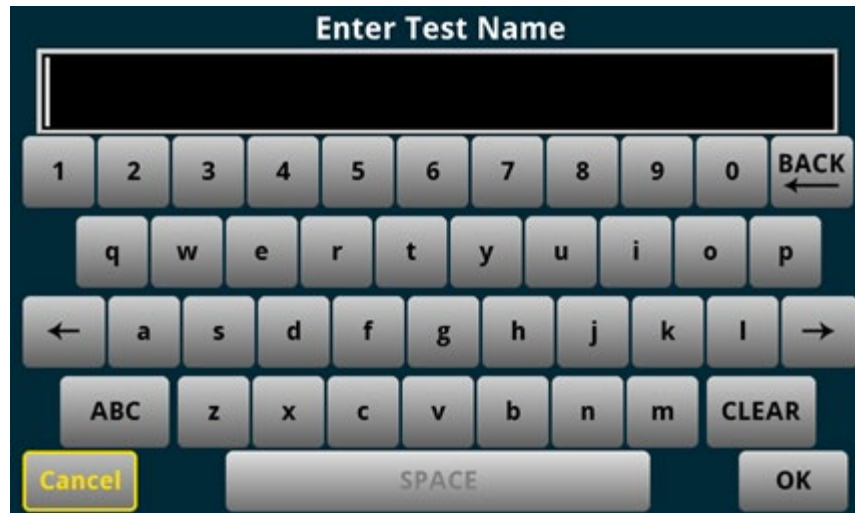 Enter Test Name
1 2 3 4 5 6 7 8 9 0 BACK
←
q w e r t y u i o p
← a s d f g h j k l →
ABC z x c v b n m CLEAR
Cancel SPACE OK